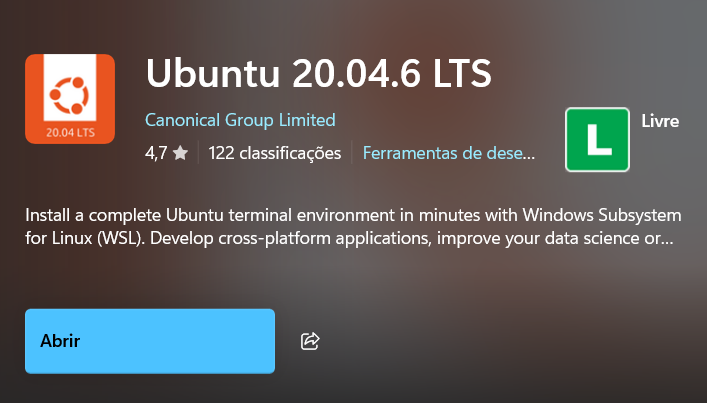 Ubuntu 20.04.6 LTS
20.04 LTS
Canonical Group Limited
4,7 ★ 122 classificações Ferramentas de dese...
L Livre
Install a complete Ubuntu terminal environment in minutes with Windows Subsystem
for Linux (WSL). Develop cross-platform applications, improve your data science or...
Abrir